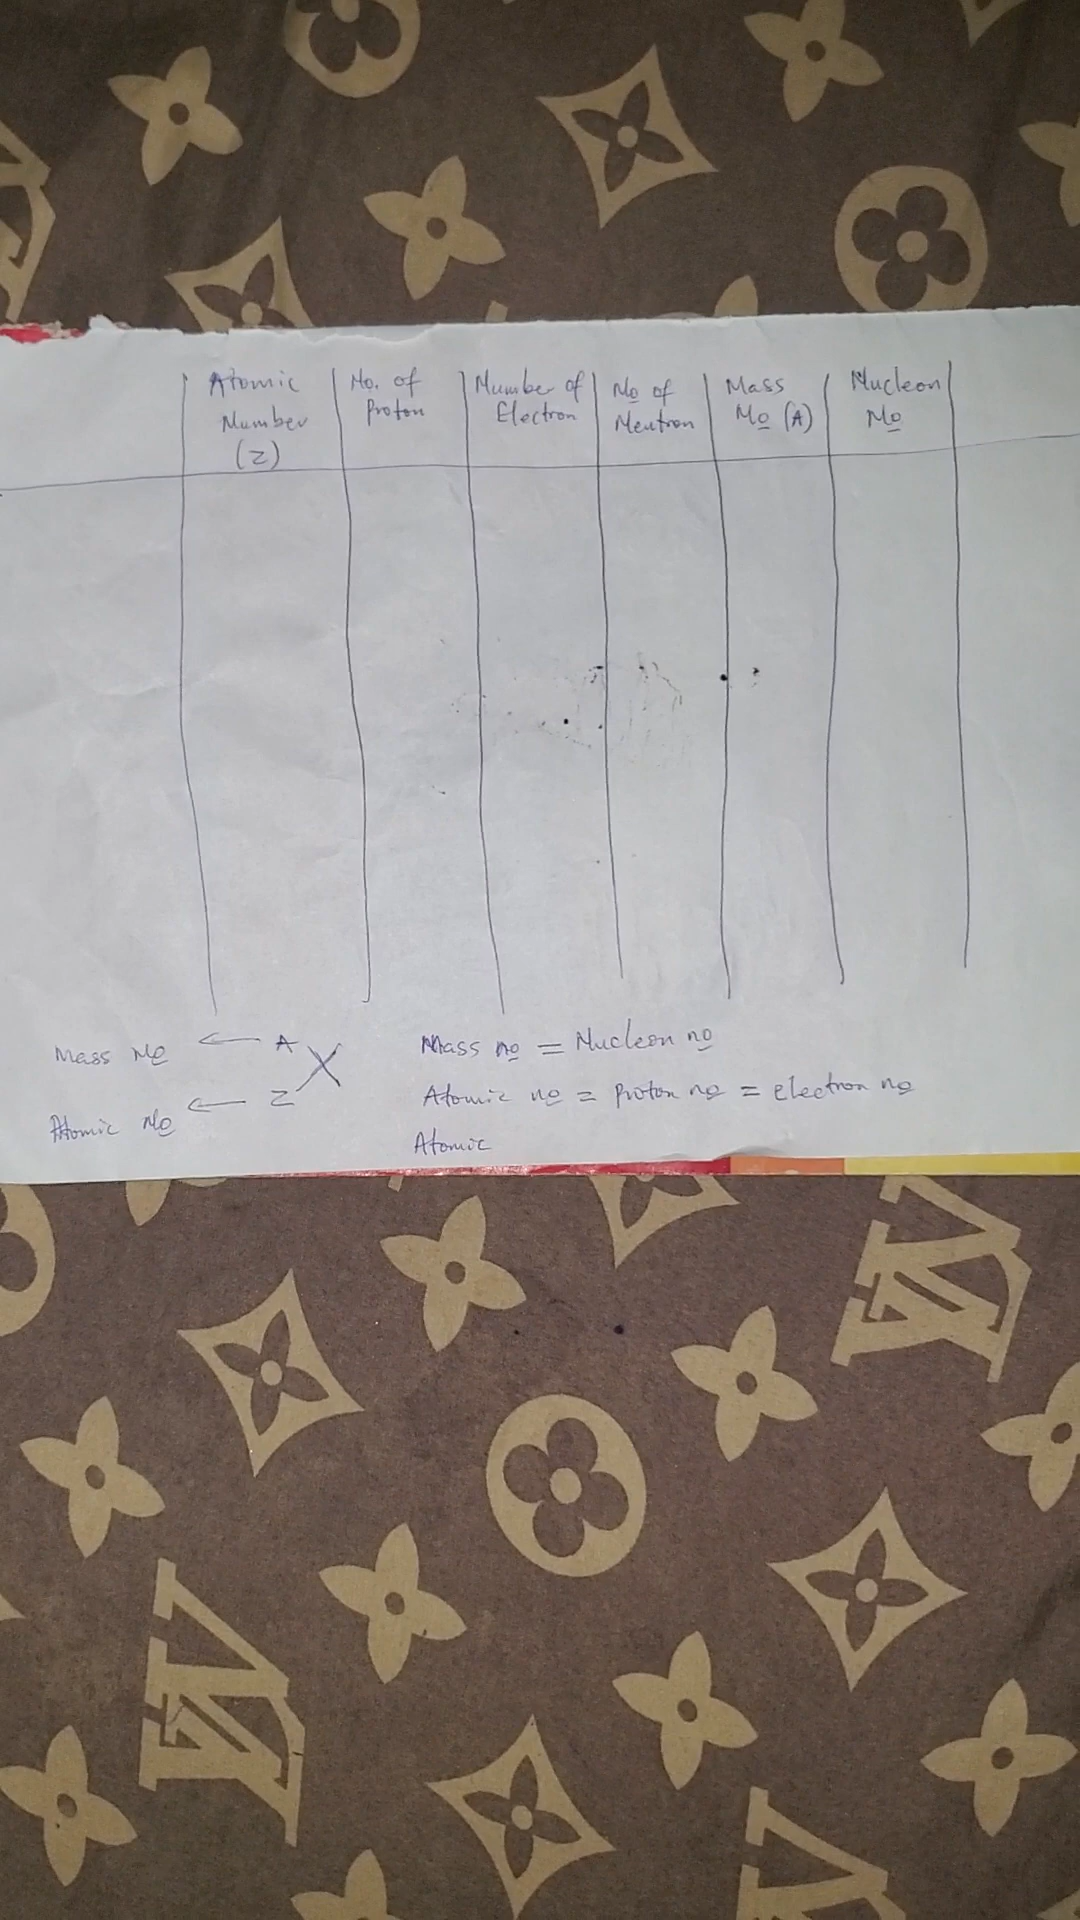 Atomic Number (Z)
No. of Proton
Number of Electron
No of Neutron
Mass No (A)
Nucleon No
Mass No ← A
X
Atomic No ← Z
Mass no = Nucleon no
Atomic no = Proton no = electron no
Atomic